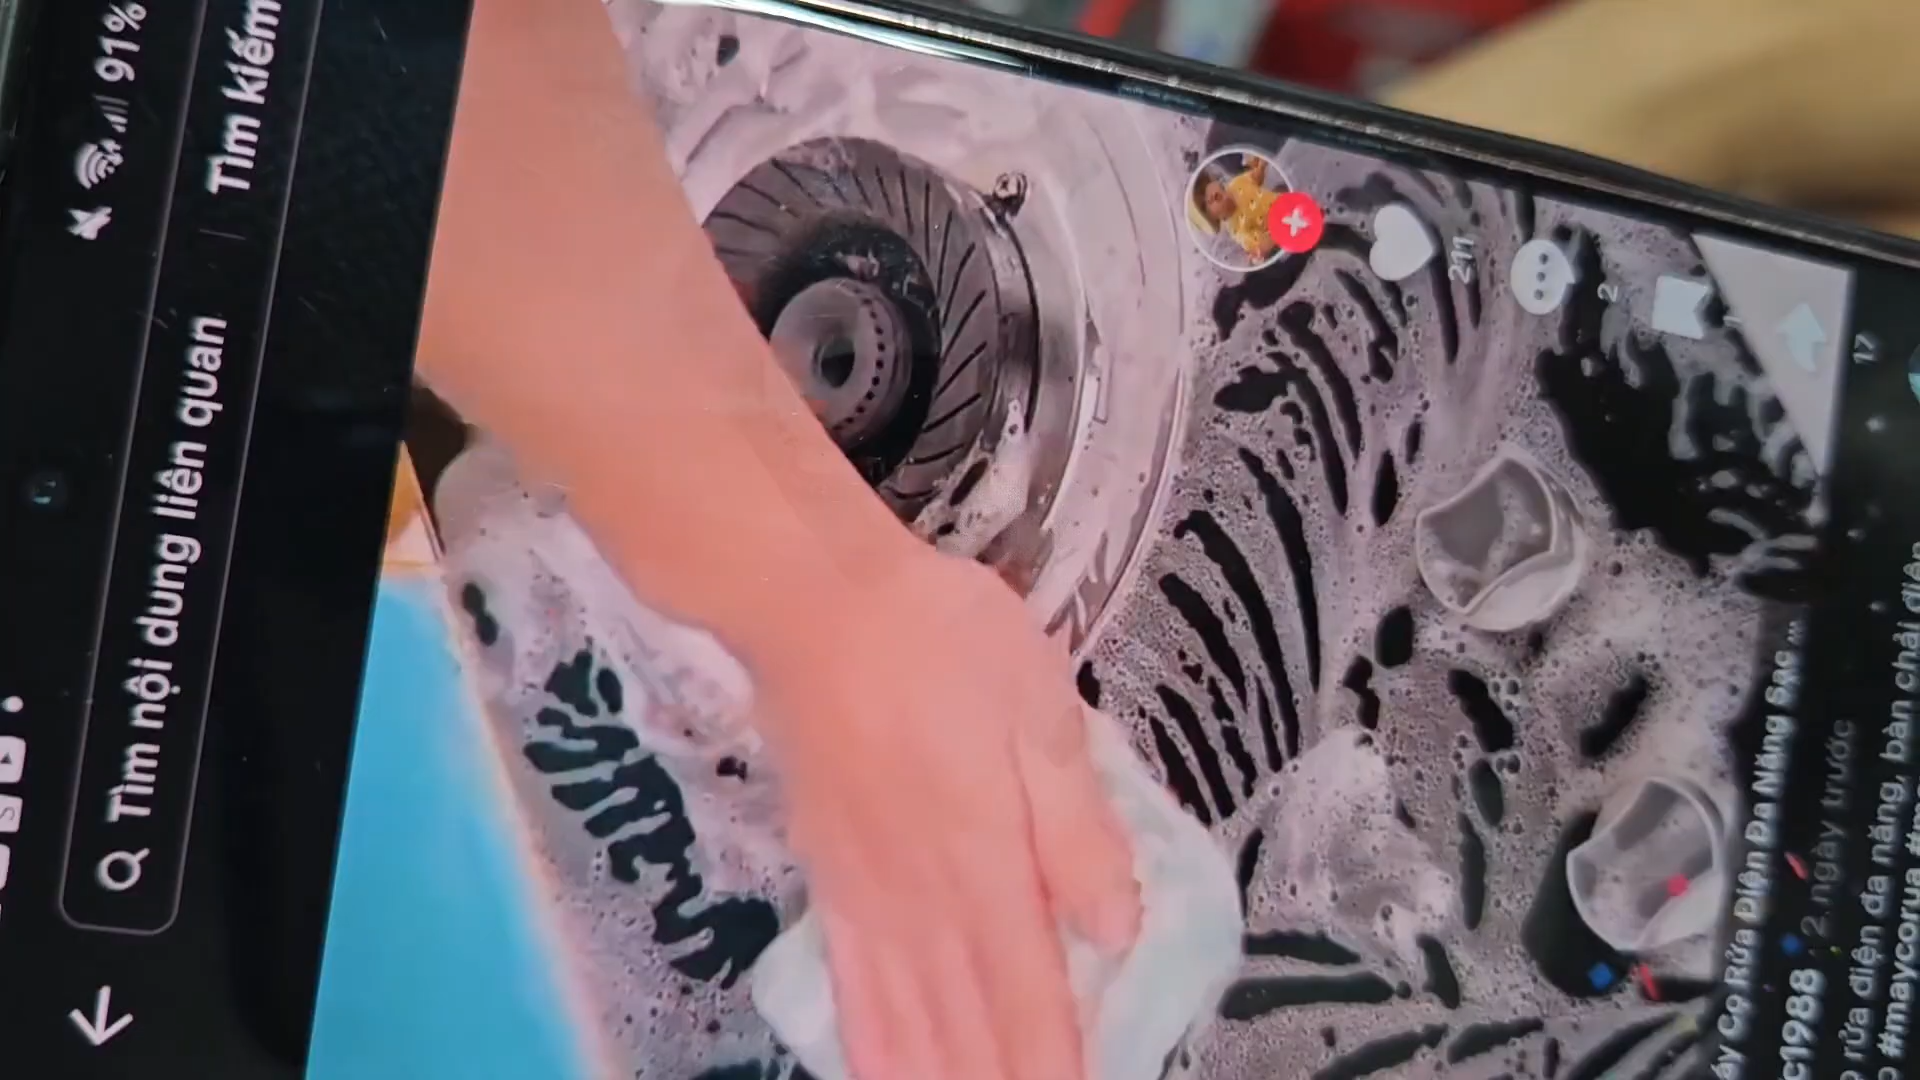 91%
Tìm nội dung liên quan | Tìm kiếm
211
2
17
Cọ Rửa Điện Đa Năng Sạc ...
c1988 · 2 ngày trước
rửa điện đa năng, bàn chải điện
#maycorua